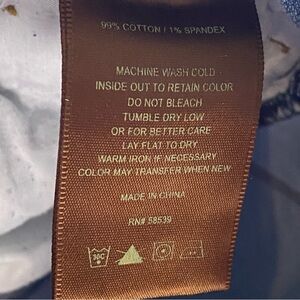 99% COTTON / 1% SPANDEX
MACHINE WASH COLD
INSIDE OUT TO RETAIN COLOR
DO NOT BLEACH
TUMBLE DRY LOW
OR FOR BETTER CARE
LAY FLAT TO DRY
WARM IRON IF NECESSARY
COLOR MAY TRANSFER WHEN NEW
MADE IN CHINA
RN# 58539
30C